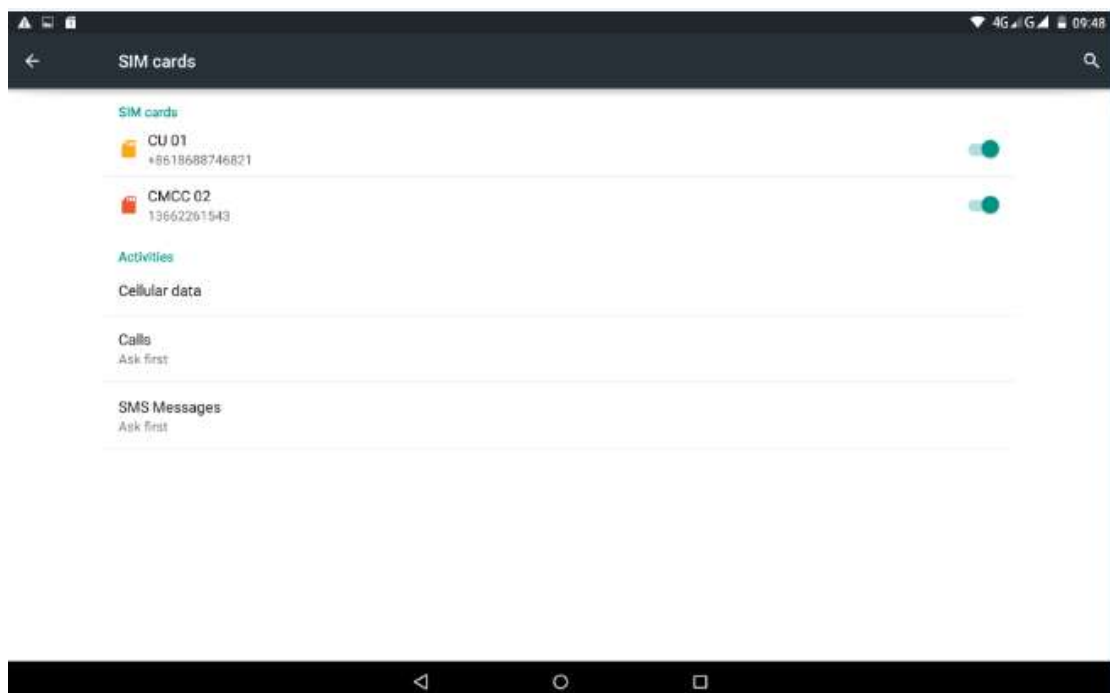 4G G 09:48
SIM cards
SIM cards
CU 01
+8618688746821
CMCC 02
13662261543
Activities
Cellular data
Calls
Ask first
SMS Messages
Ask first